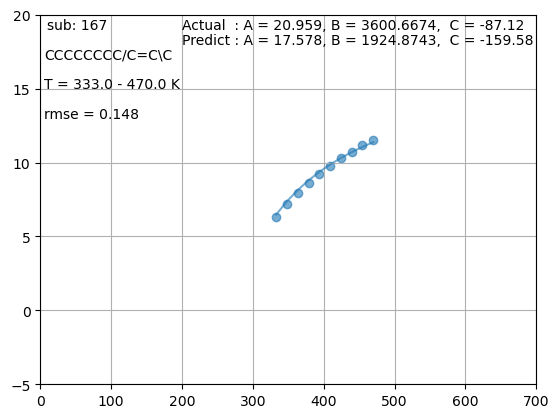 sub: 167
Actual  : A = 20.959, B = 3600.6674,  C = -87.12
Predict : A = 17.578, B = 1924.8743,  C = -159.58
CCCCCCCC/C=C\C
T = 333.0 - 470.0 K
rmse = 0.148
20
15
10
5
0
−5
0 100 200 300 400 500 600 700